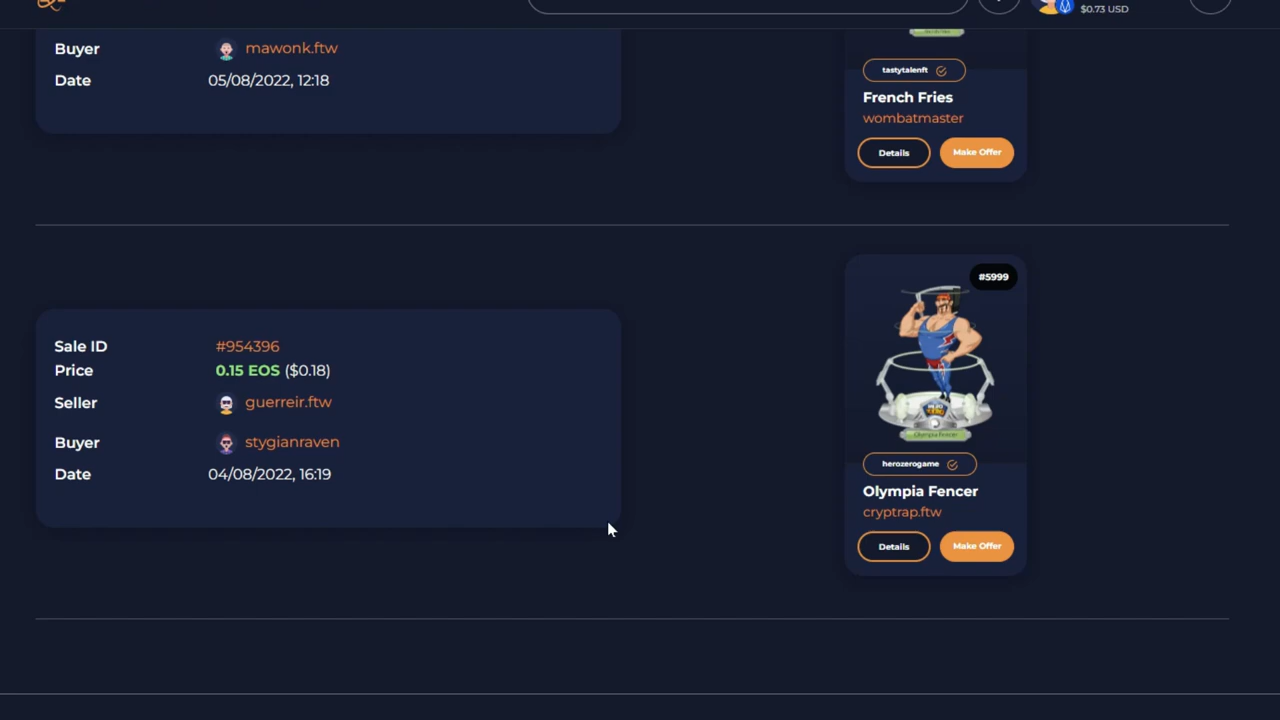 $0.73 USD
Buyer mawonk.ftw
Date 05/08/2022, 12:18
tastytalenft
French Fries
wombatmaster
Details Make Offer
#5999
Sale ID #954396
Price 0.15 EOS ($0.18)
Seller guerreir.ftw
Buyer stygianraven
Date 04/08/2022, 16:19
Olympia Fencer
herozerogame
Olympia Fencer
cryptrap.ftw
Details Make Offer